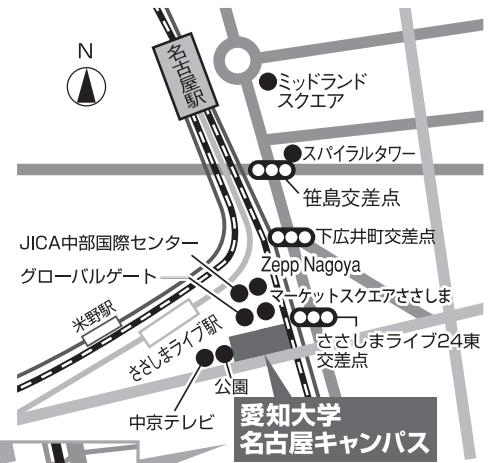 N
名古屋駅
ミッドランド
スクエア
スパイラルタワー
笹島交差点
下広井町交差点
JICA中部国際センター
Zepp Nagoya
グローバルゲート
マーケットスクエアささしま
米野駅
ささしまライブ駅
ささしまライブ24東
交差点
公園
中京テレビ
愛知大学
名古屋キャンパス